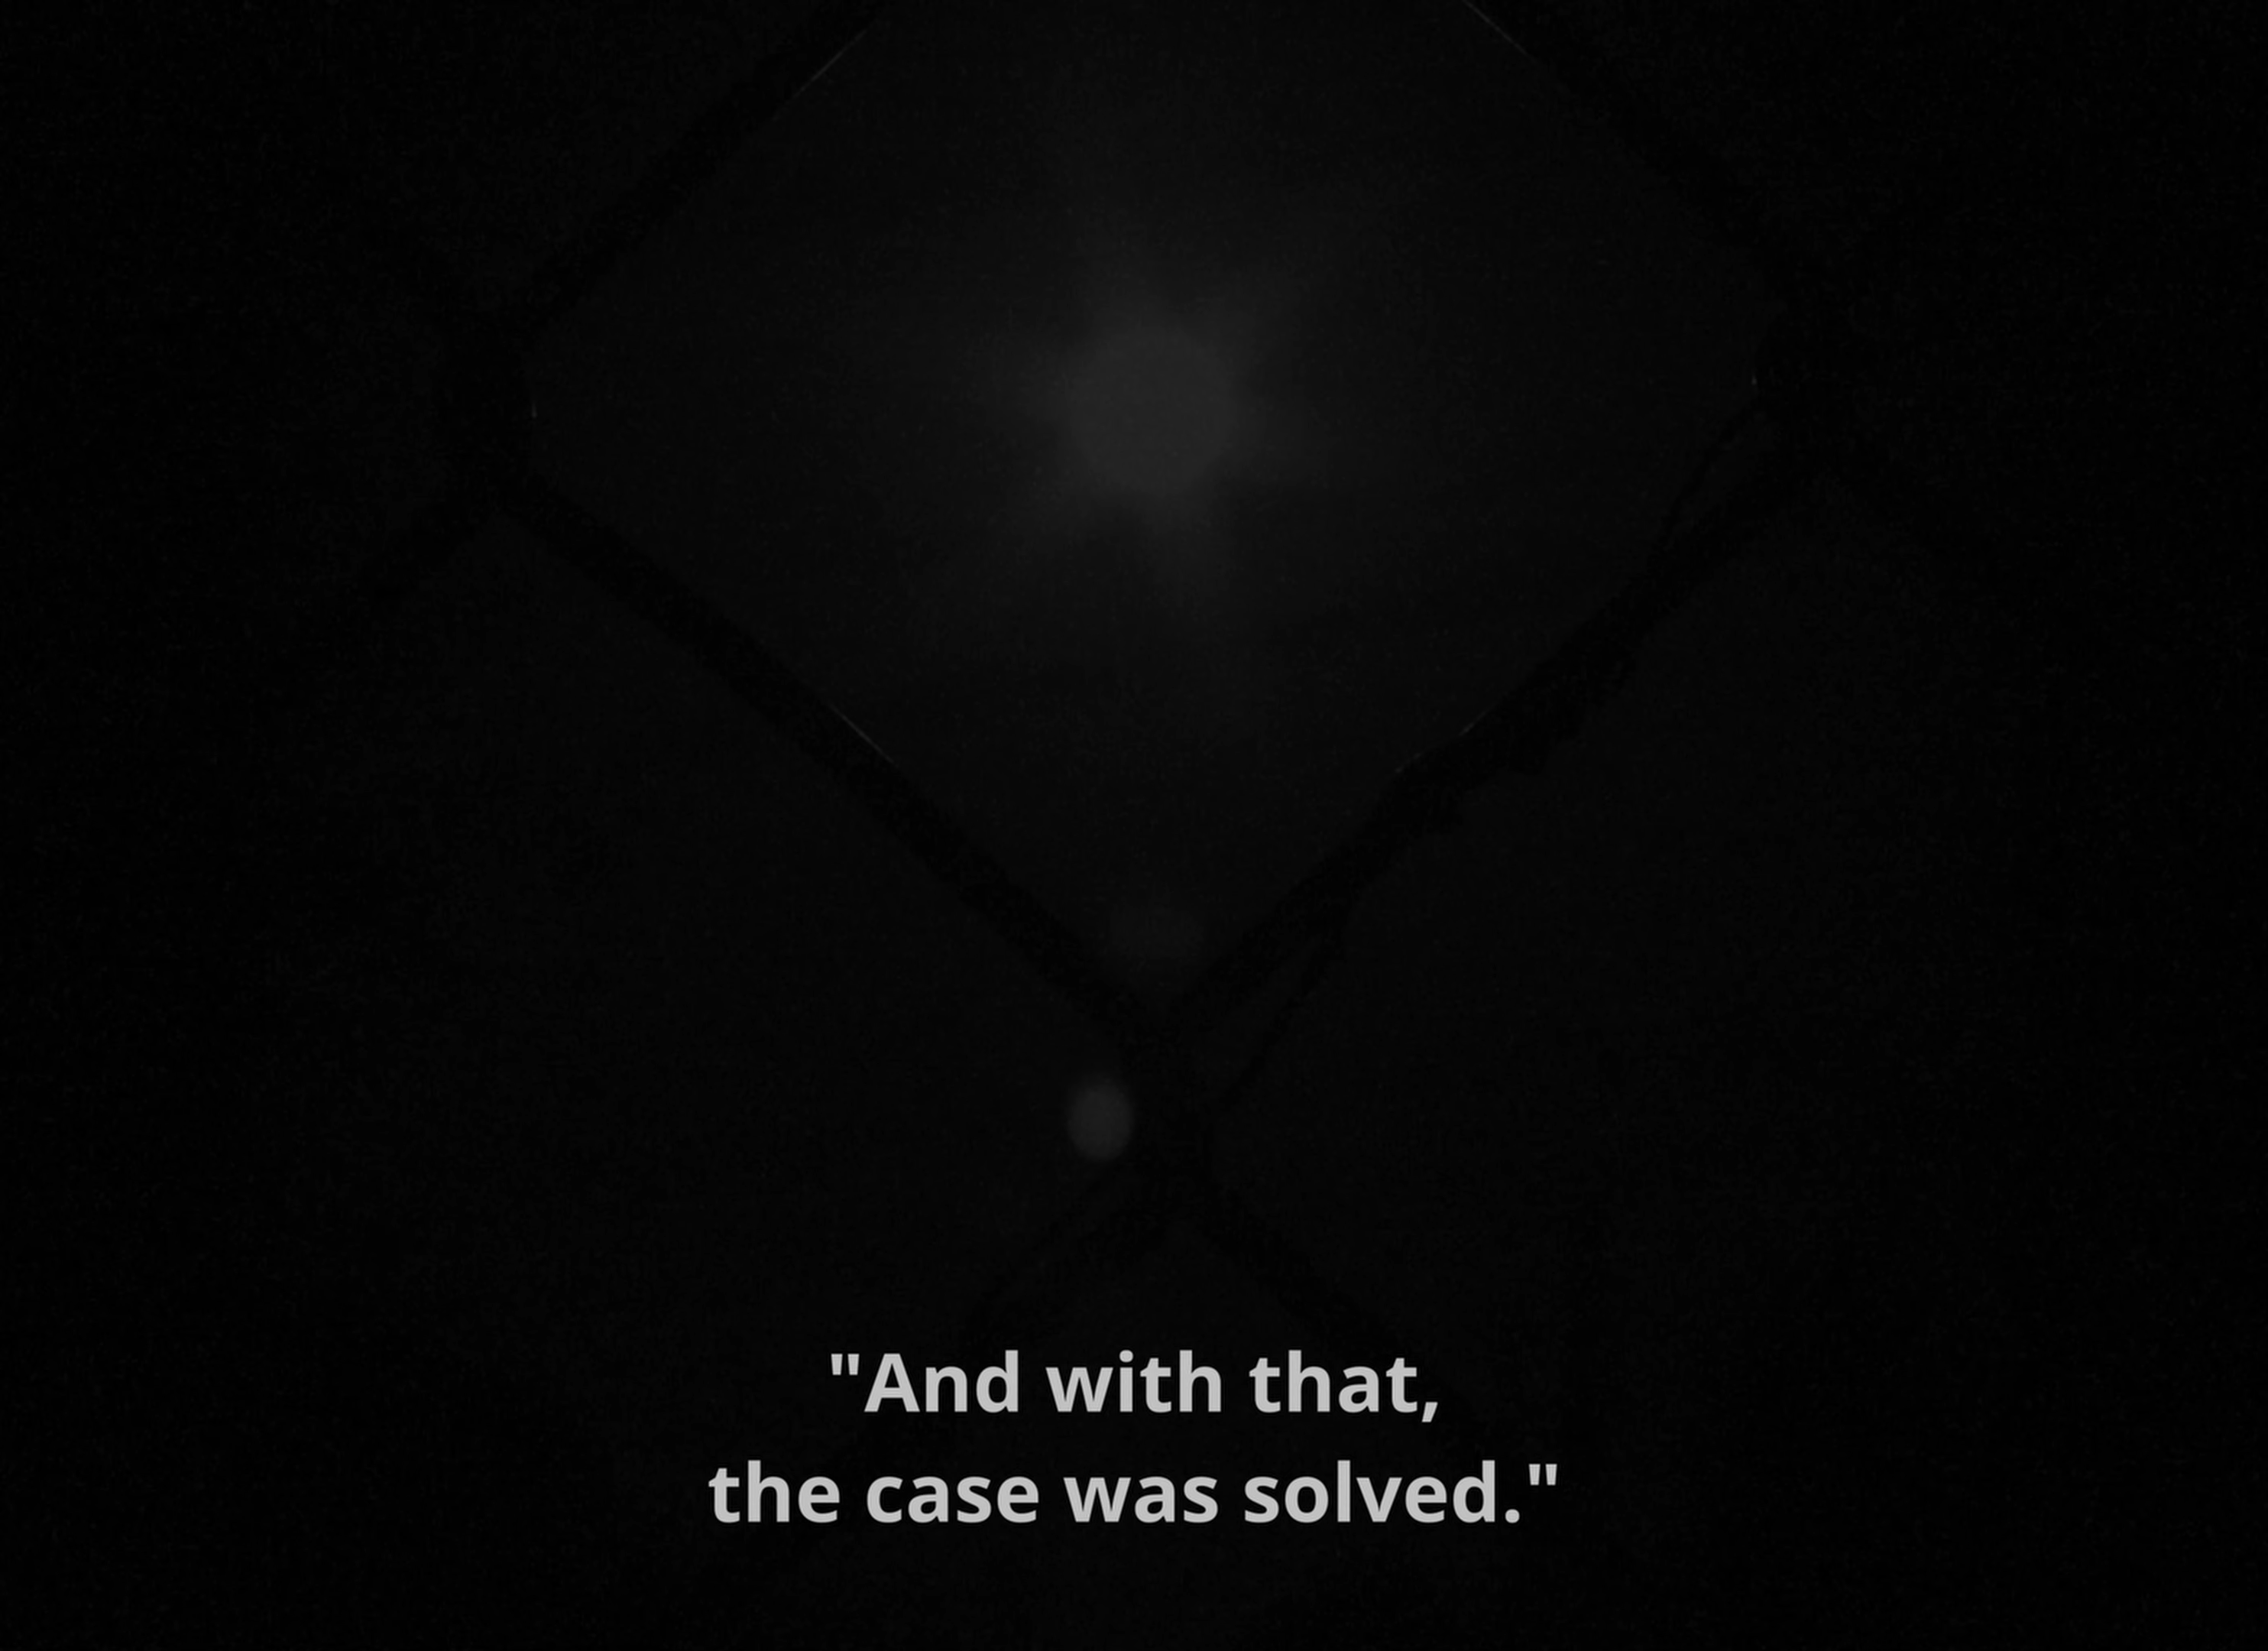 "And with that,
the case was solved."